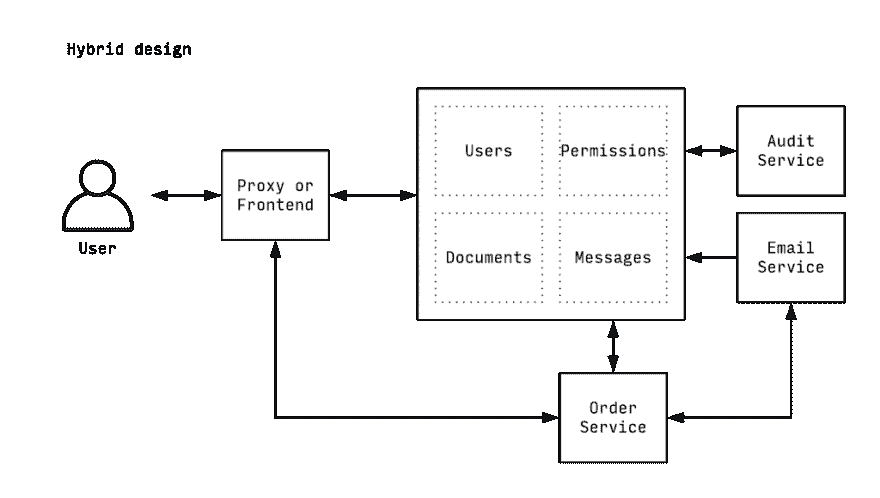 Hybrid design
Users
Permissions
Audit
Service
Proxy or
Frontend
User
Documents
Messages
Email
Service
Order
Service